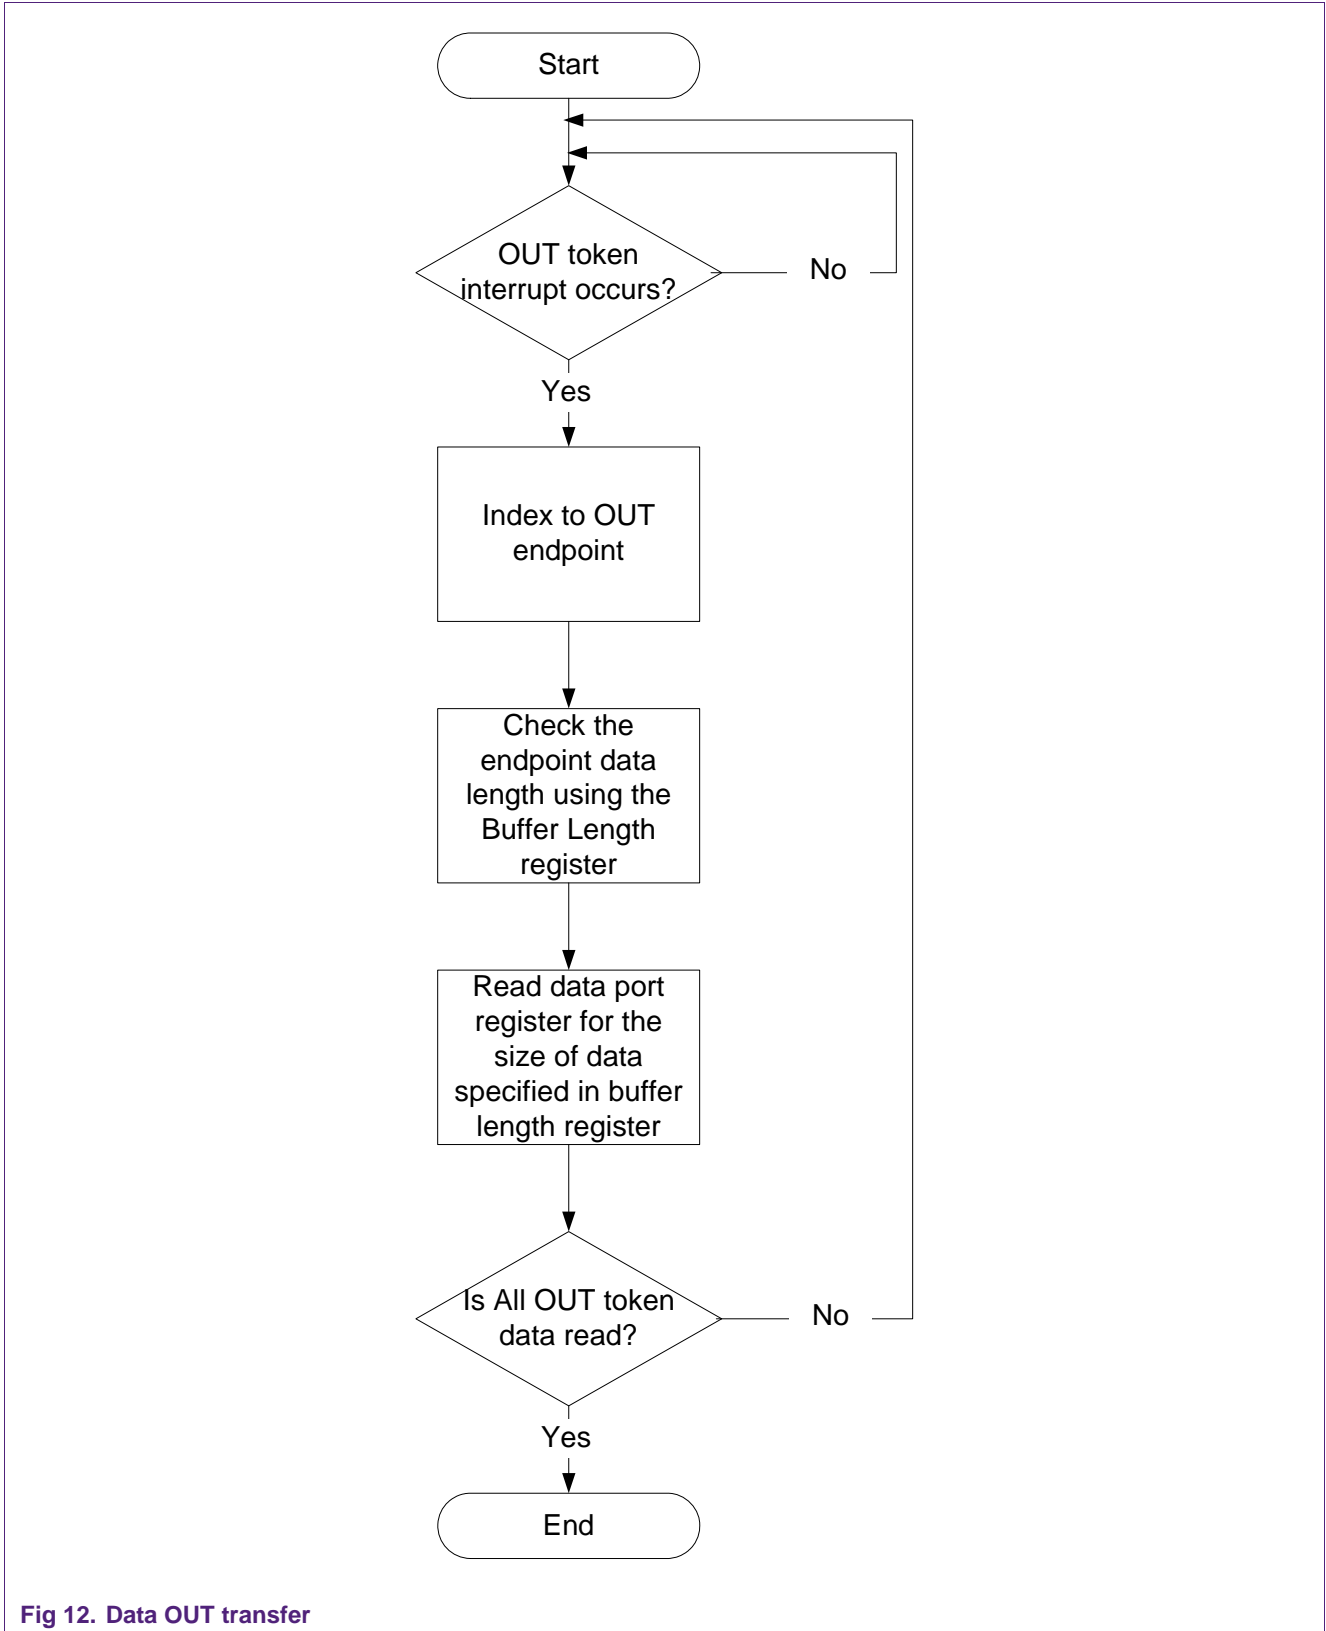 Start
OUT token
interrupt occurs?
No
Yes
Index to OUT
endpoint
Check the
endpoint data
length using the
Buffer Length
register
Read data port
register for the
size of data
specified in buffer
length register
Is All OUT token
data read?
No
Yes
End
Fig 12. Data OUT transfer